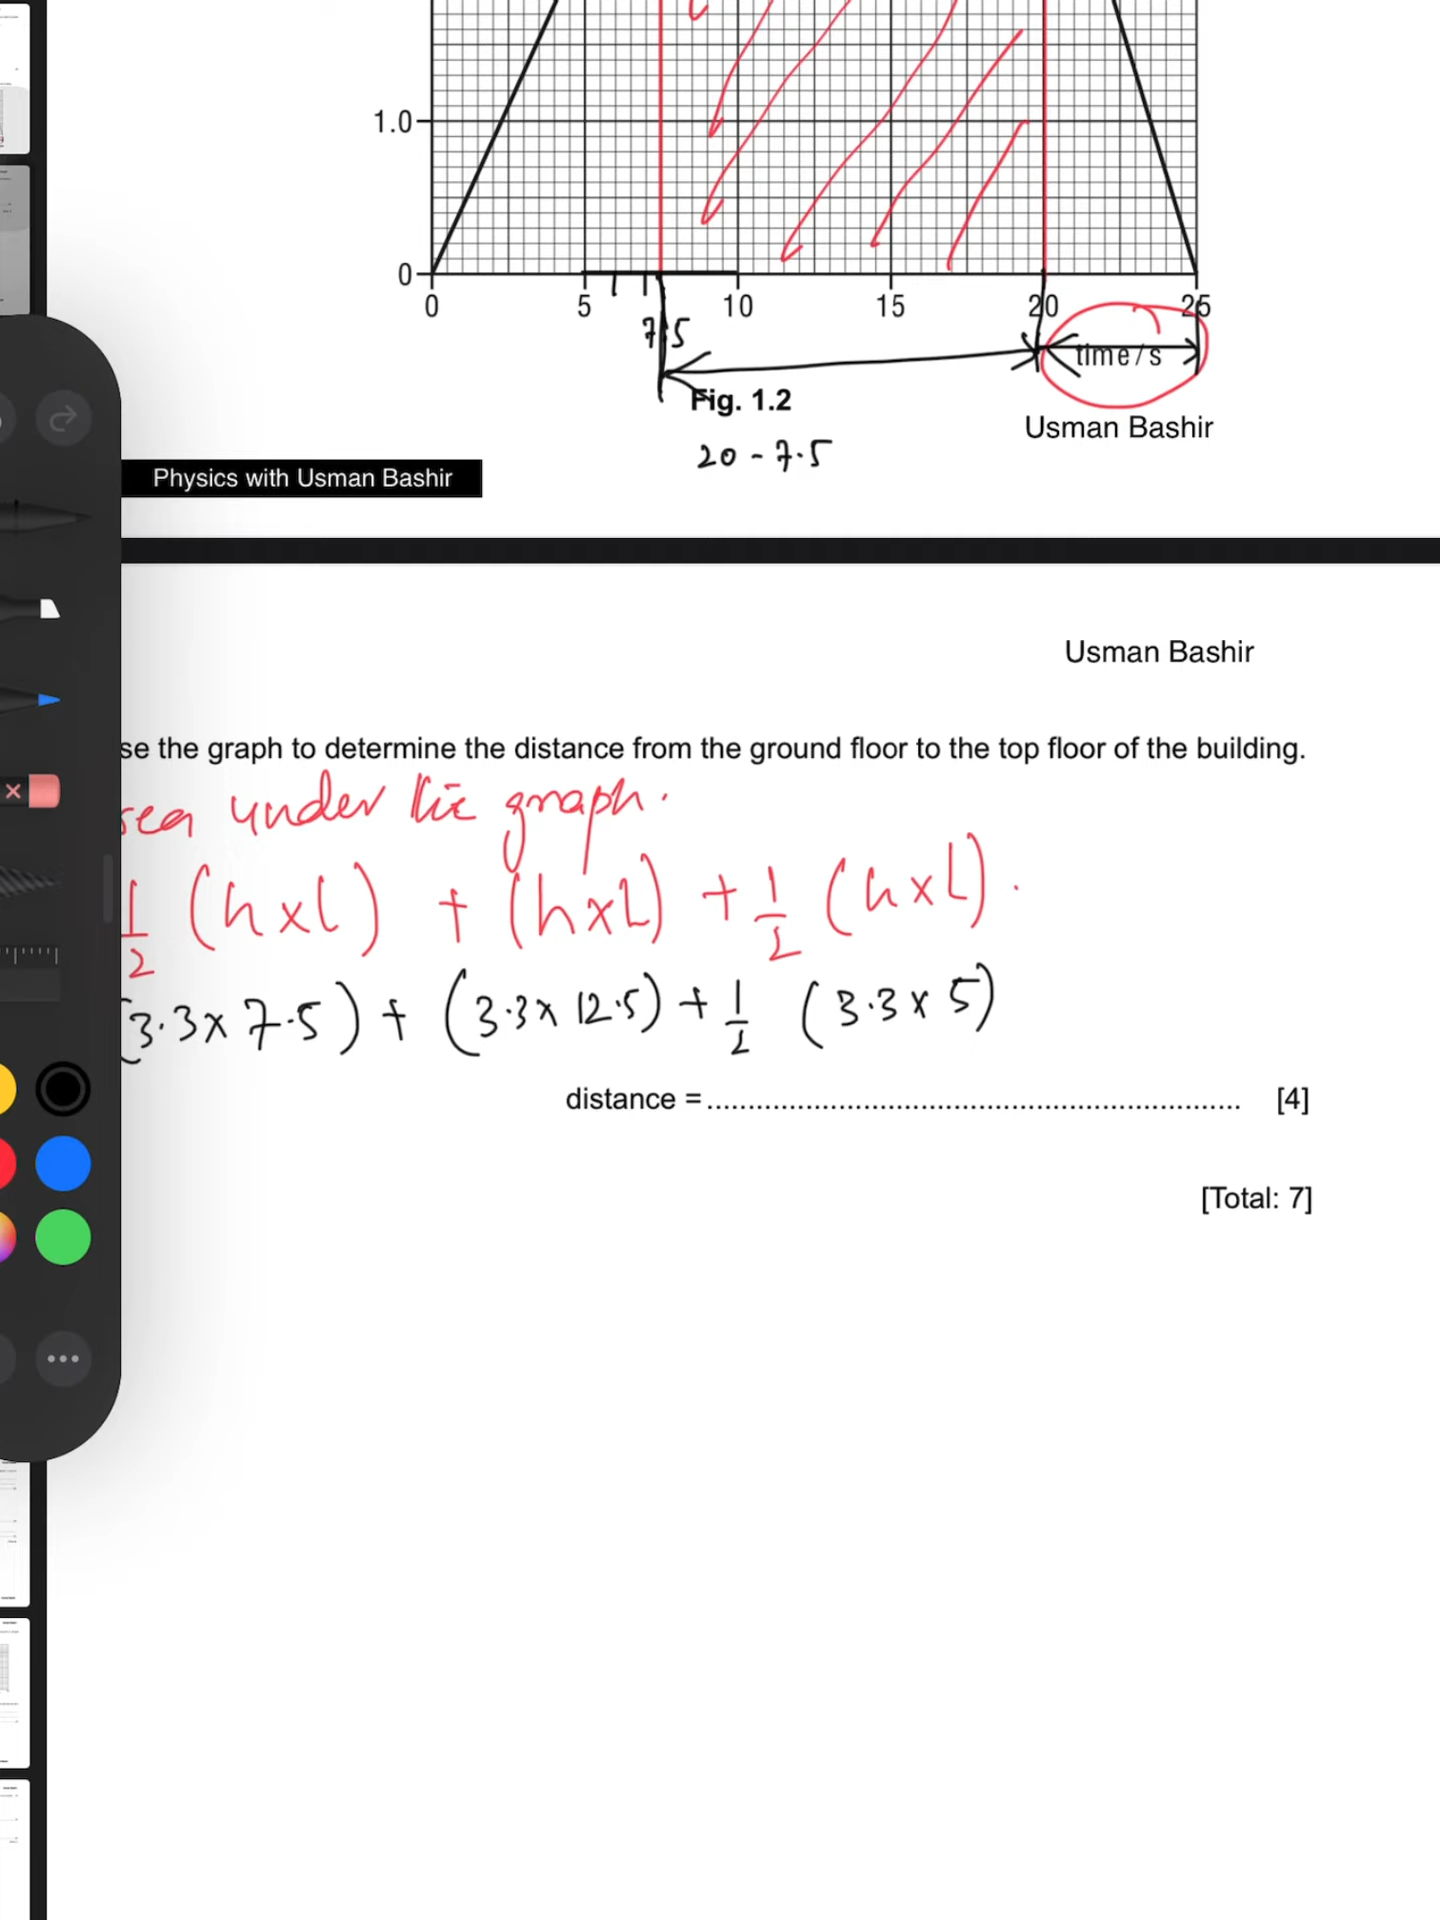 1.0
0
0 5 10 15 20 25
7.5
time/s
Fig. 1.2
Usman Bashir
20 - 7.5
Physics with Usman Bashir
Usman Bashir
se the graph to determine the distance from the ground floor to the top floor of the building.
rea under the graph.
1/2 (h×l) + (h×L) + 1/2 (h×L).
(3.3×7.5) + (3.3×12.5) + 1/2 (3.3×5)
distance = ................................................................. [4]
[Total: 7]